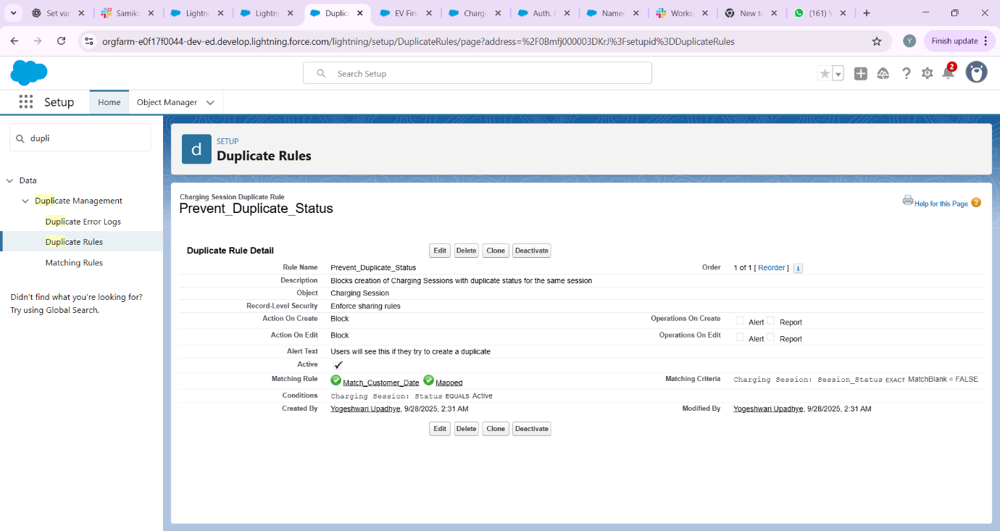 Set va
Samiks
Lightni
Lightni
Duplic
EV Fin
Chargi
Auth.
Name
Works
New ta
(161) W
orgfarm-e0f17f0044-dev-ed.develop.lightning.force.com/lightning/setup/DuplicateRules/page?address=%2F0Bmfj000003DKrJ%3Fsetupid%3DDuplicateRules
Y
Finish update
Search Setup
2
Setup
Home
Object Manager
dupli
Data
Duplicate Management
Duplicate Error Logs
Duplicate Rules
Matching Rules
Didn't find what you're looking for?
Try using Global Search.
d
SETUP
Duplicate Rules
Charging Session Duplicate Rule
Prevent_Duplicate_Status
Help for this Page
Duplicate Rule Detail
Edit Delete Clone Deactivate
Rule Name Prevent_Duplicate_Status Order 1 of 1 [ Reorder ] i
Description Blocks creation of Charging Sessions with duplicate status for the same session
Object Charging Session
Record-Level Security Enforce sharing rules
Action On Create Block Operations On Create Alert Report
Action On Edit Block Operations On Edit Alert Report
Alert Text Users will see this if they try to create a duplicate
Active
Matching Rule Match_Customer_Date Mapped Matching Criteria Charging Session: Session_Status EXACT MatchBlank = FALSE
Conditions Charging Session: Status EQUALS Active
Created By Yogeshwari Upadhye, 9/28/2025, 2:31 AM Modified By Yogeshwari Upadhye, 9/28/2025, 2:31 AM
Edit Delete Clone Deactivate